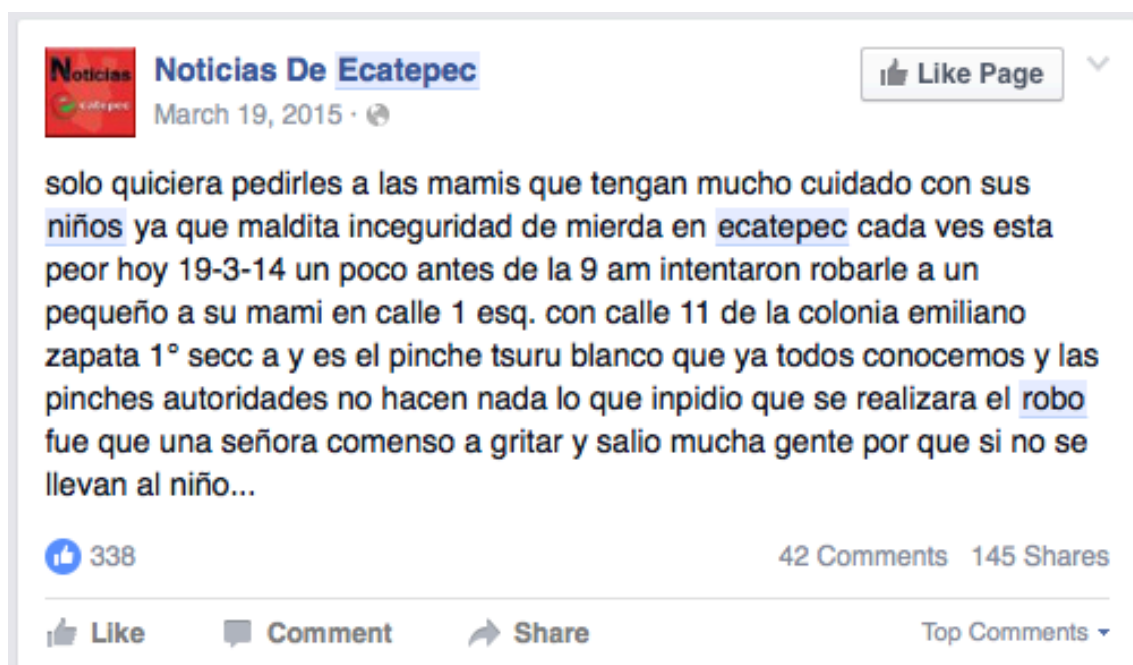 Noticias
Ecatepec
Noticias De Ecatepec
Like Page
March 19, 2015 ·
solo quiciera pedirles a las mamis que tengan mucho cuidado con sus
niños ya que maldita inceguridad de mierda en ecatepec cada ves esta
peor hoy 19-3-14 un poco antes de la 9 am intentaron robarle a un
pequeño a su mami en calle 1 esq. con calle 11 de la colonia emiliano
zapata 1° secc a y es el pinche tsuru blanco que ya todos conocemos y las
pinches autoridades no hacen nada lo que inpidio que se realizara el robo
fue que una señora comenso a gritar y salio mucha gente por que si no se
llevan al niño...
338
42 Comments 145 Shares
Like Comment Share
Top Comments